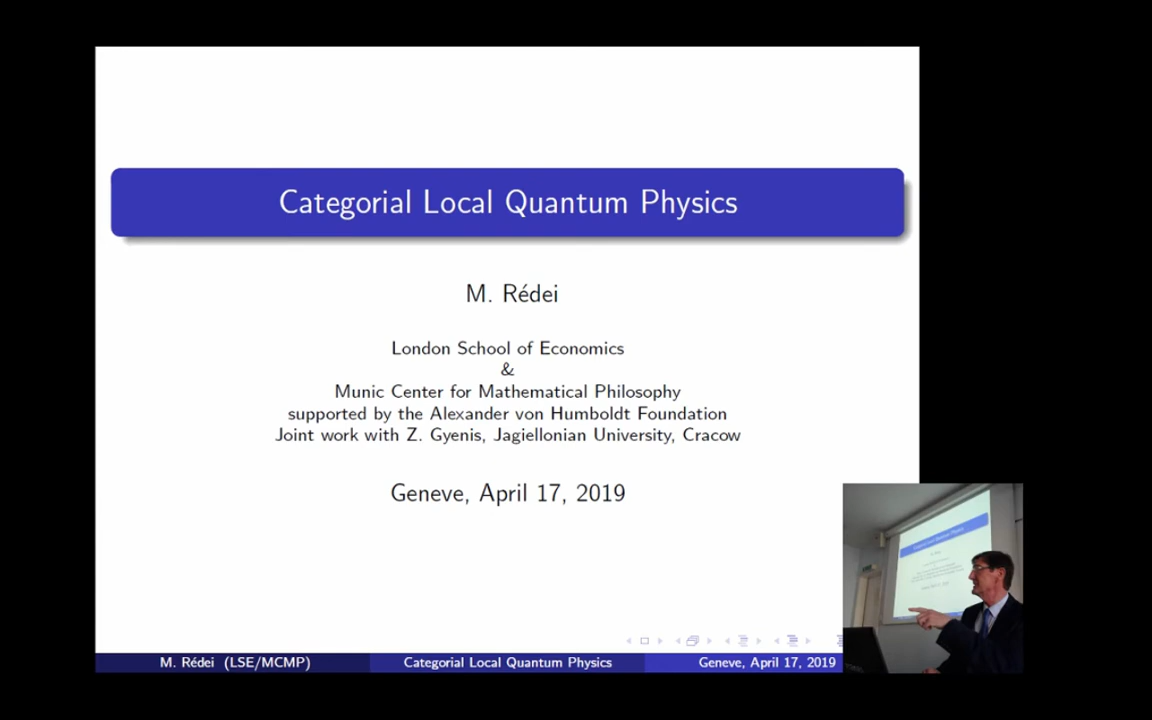 Categorial Local Quantum Physics
M. Rédei
London School of Economics
&
Munic Center for Mathematical Philosophy
supported by the Alexander von Humboldt Foundation
Joint work with Z. Gyenis, Jagiellonian University, Cracow
Geneve, April 17, 2019
M. Rédei (LSE/MCMP)
Categorial Local Quantum Physics
Geneve, April 17, 2019